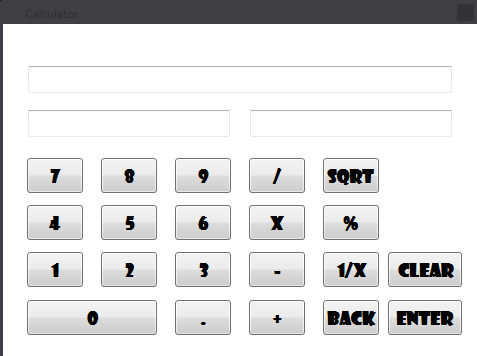 Calculator
7 8 9 / SQRT
4 5 6 X %
1 2 3 - 1/X CLEAR
0 . + BACK ENTER